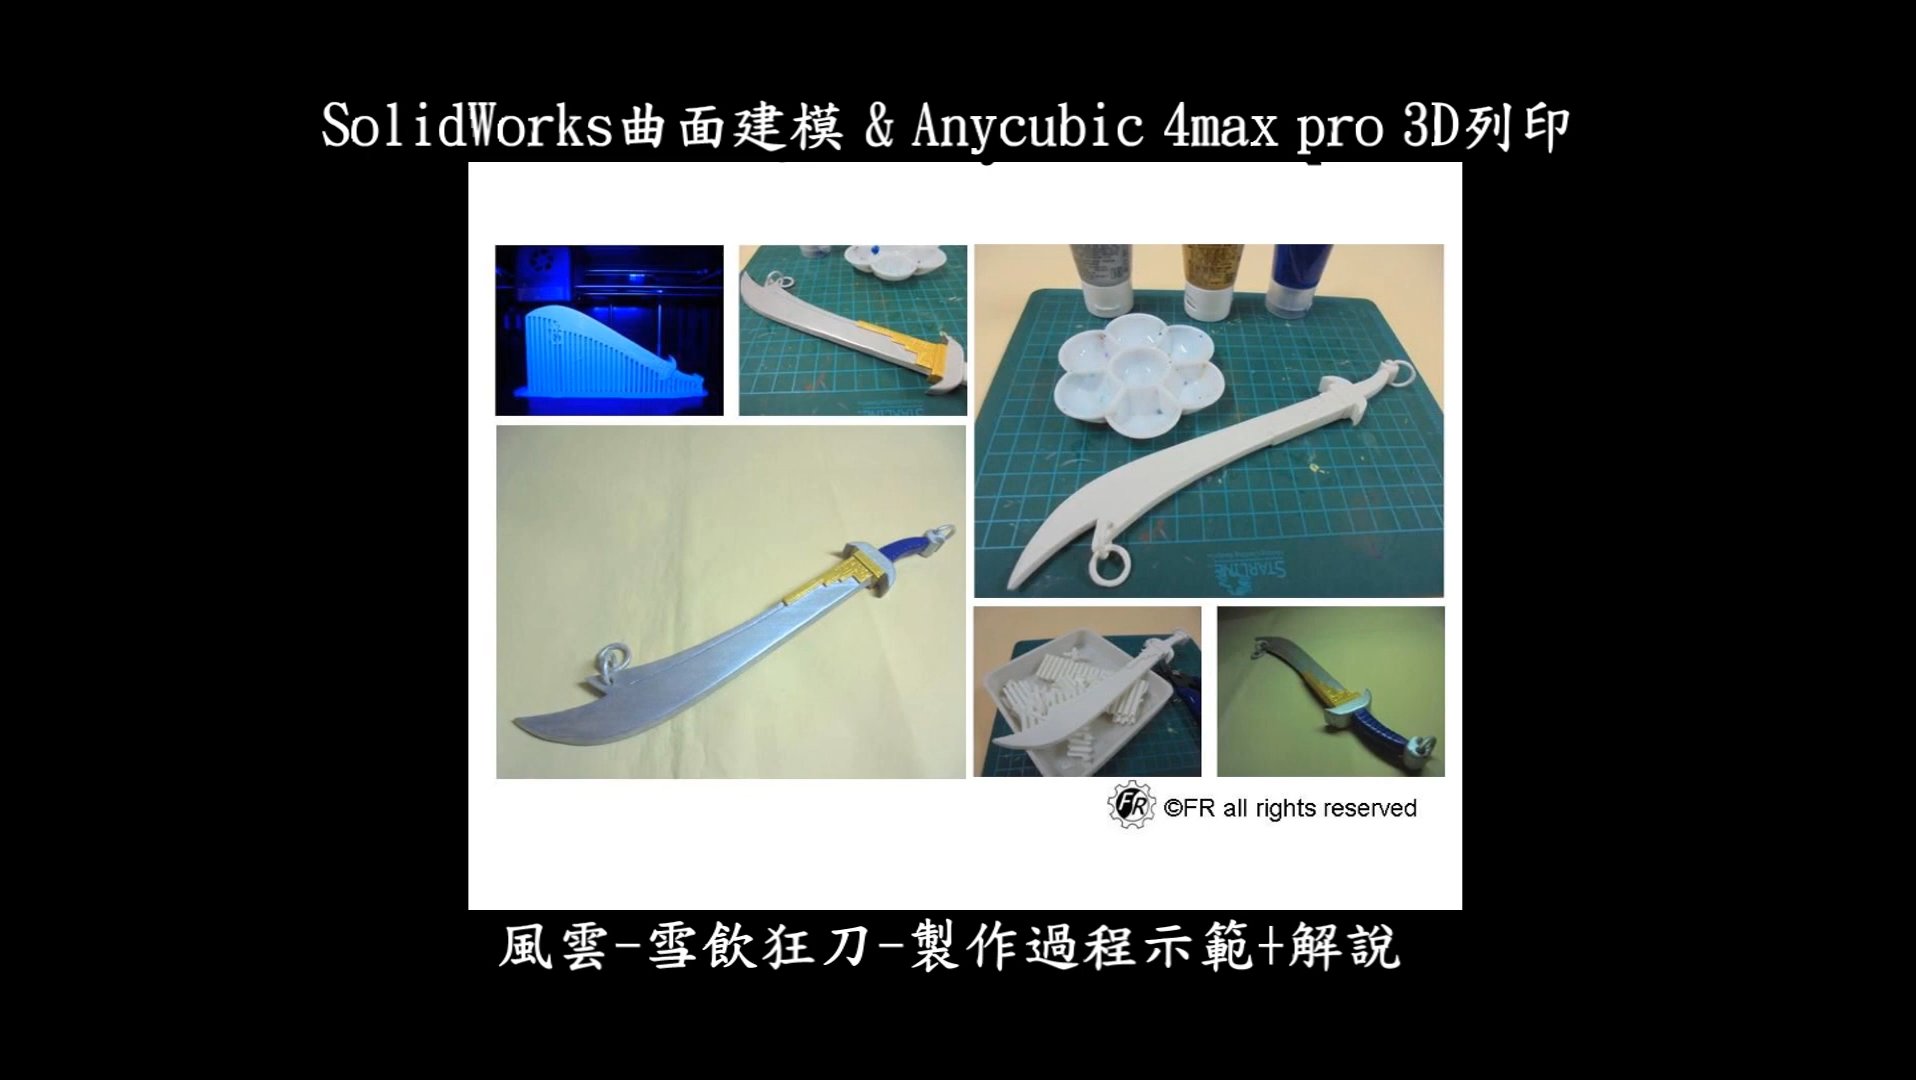 SolidWorks曲面建模 & Anycubic 4max pro 3D列印
STARLINE
FR ©FR all rights reserved
風雲-雪飲狂刀-製作過程示範+解說